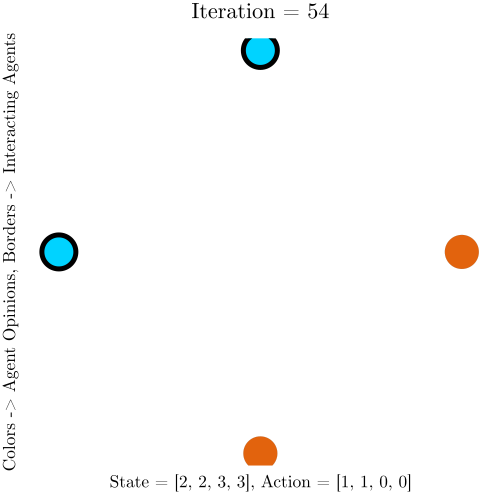 Iteration = 54
Colors -> Agent Opinions, Borders -> Interacting Agents
State = [2, 2, 3, 3], Action = [1, 1, 0, 0]